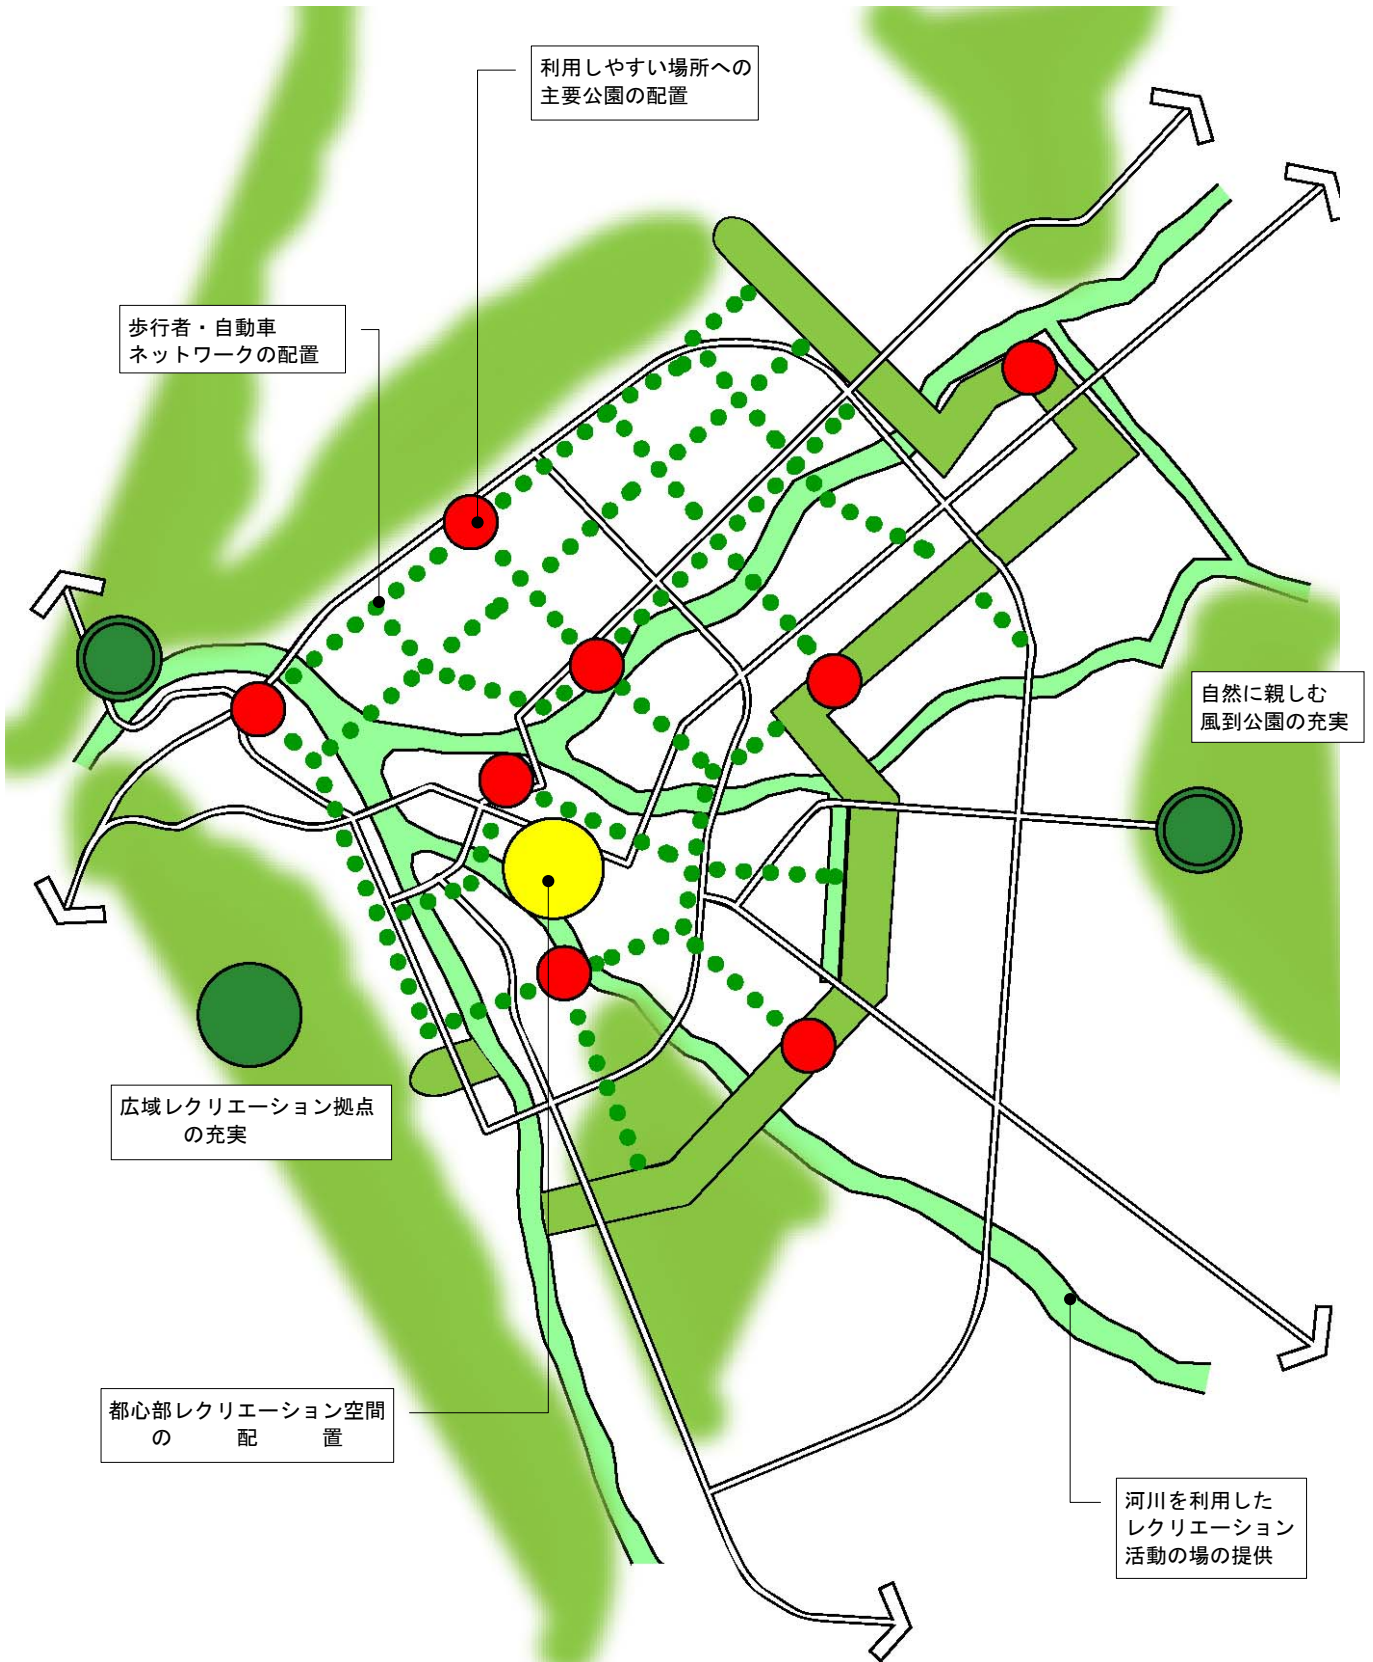 利用しやすい場所への
主要公園の配置
歩行者・自動車
ネットワークの配置
自然に親しむ
風到公園の充実
広域レクリエーション拠点
の充実
都心部レクリエーション空間
の　配　置
河川を利用した
レクリエーション
活動の場の提供